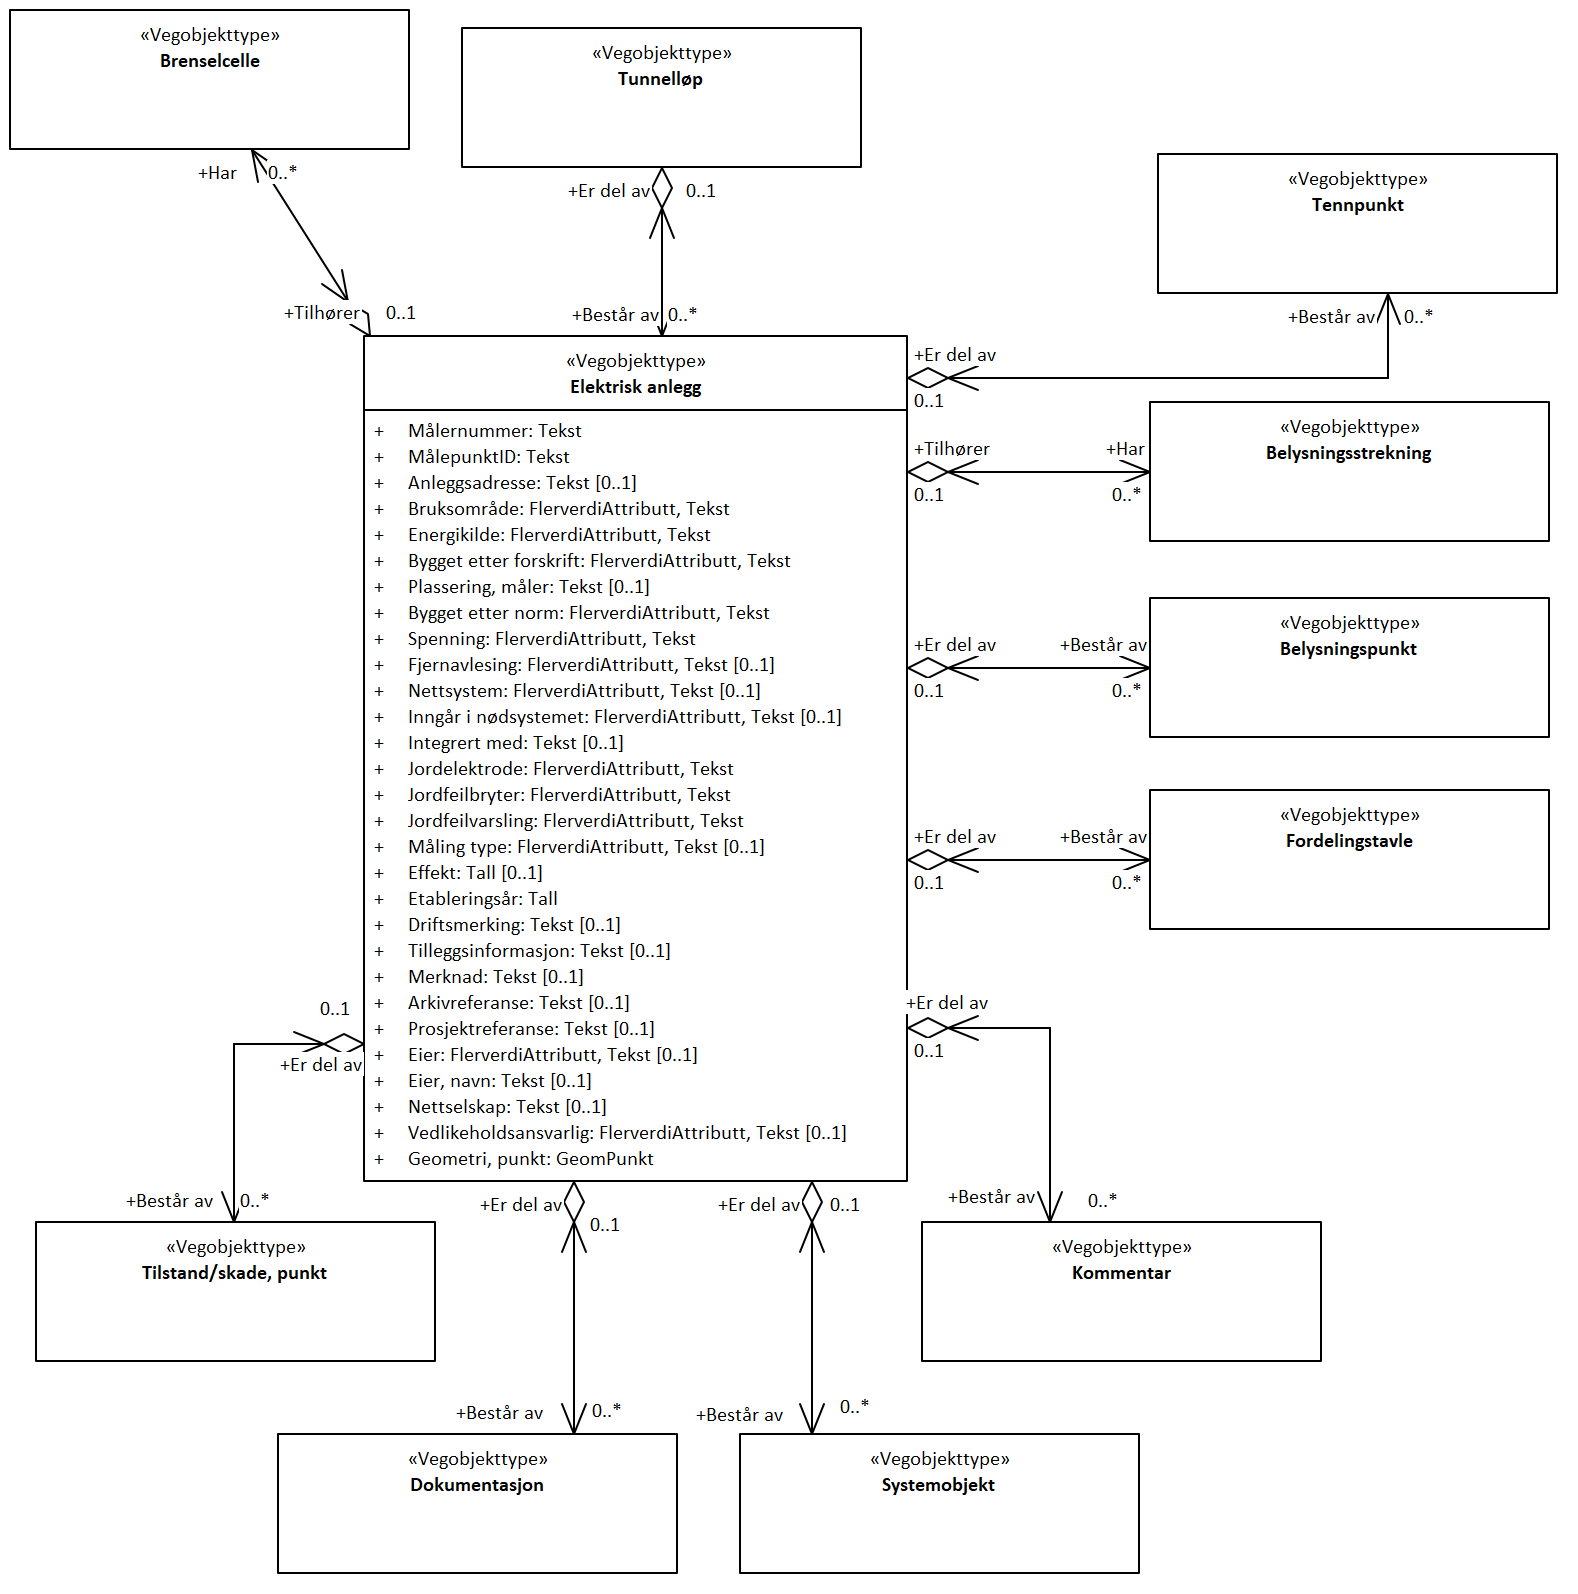 «Vegobjekttype»
Brenselcelle
«Vegobjekttype»
Tunnelløp
+Har
0..*
+Er del av
0..1
«Vegobjekttype»
Tennpunkt
+Tilhører
0..1
+Består av
0..*
+Består av
0..*
«Vegobjekttype»
Elektrisk anlegg
+ Målernummer: Tekst
+ MålepunktID: Tekst
+ Anleggsadresse: Tekst [0..1]
+ Bruksområde: FlerverdiAttributt, Tekst
+ Energikilde: FlerverdiAttributt, Tekst
+ Bygget etter forskrift: FlerverdiAttributt, Tekst
+ Plassering, måler: Tekst [0..1]
+ Bygget etter norm: FlerverdiAttributt, Tekst
+ Spenning: FlerverdiAttributt, Tekst
+ Fjernavlesing: FlerverdiAttributt, Tekst [0..1]
+ Nettsystem: FlerverdiAttributt, Tekst [0..1]
+ Inngår i nødsystemet: FlerverdiAttributt, Tekst [0..1]
+ Integrert med: Tekst [0..1]
+ Jordelektrode: FlerverdiAttributt, Tekst
+ Jordfeilbryter: FlerverdiAttributt, Tekst
+ Jordfeilvarsling: FlerverdiAttributt, Tekst
+ Måling type: FlerverdiAttributt, Tekst [0..1]
+ Effekt: Tall [0..1]
+ Etableringsår: Tall
+ Driftsmerking: Tekst [0..1]
+ Tilleggsinformasjon: Tekst [0..1]
+ Merknad: Tekst [0..1]
+ Arkivreferanse: Tekst [0..1]
+ Prosjektreferanse: Tekst [0..1]
+ Eier: FlerverdiAttributt, Tekst [0..1]
+ Eier, navn: Tekst [0..1]
+ Nettselskap: Tekst [0..1]
+ Vedlikeholdsansvarlig: FlerverdiAttributt, Tekst [0..1]
+ Geometri, punkt: GeomPunkt
+Er del av
0..1
+Tilhører
0..1
+Har
0..*
«Vegobjekttype»
Belysningsstrekning
+Er del av
0..1
+Består av
0..*
«Vegobjekttype»
Belysningspunkt
+Er del av
0..1
+Består av
0..*
«Vegobjekttype»
Fordelingstavle
+Er del av
0..1
+Består av
0..*
«Vegobjekttype»
Kommentar
0..1
+Er del av
+Består av
0..*
«Vegobjekttype»
Tilstand/skade, punkt
+Er del av
0..1
+Består av
0..*
«Vegobjekttype»
Dokumentasjon
+Er del av
0..1
+Består av
0..*
«Vegobjekttype»
Systemobjekt